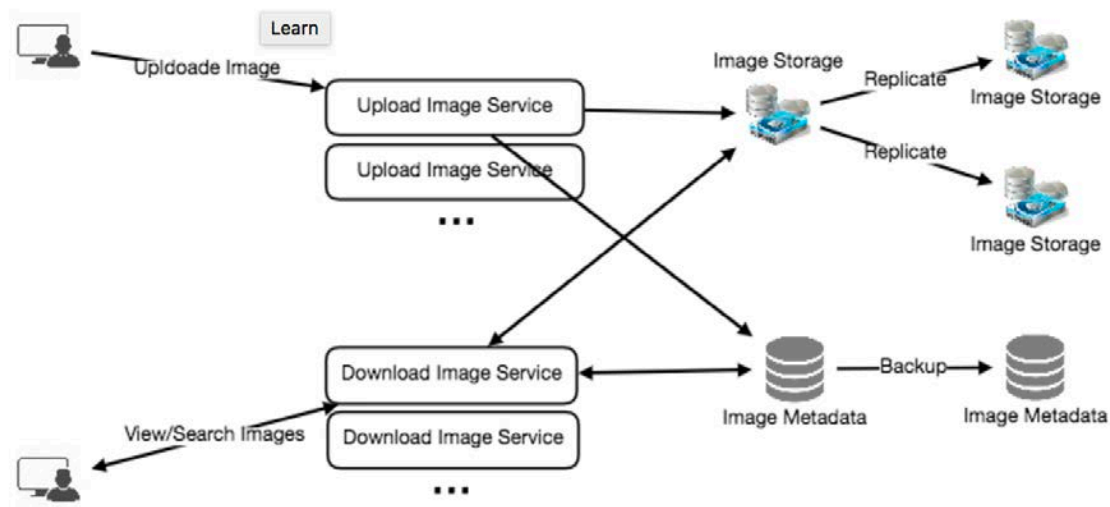 Learn
Upldoade Image
Upload Image Service
Upload Image Service
...
Image Storage
Replicate
Image Storage
Replicate
Image Storage
Download Image Service
Download Image Service
...
View/Search Images
Image Metadata
Backup
Image Metadata